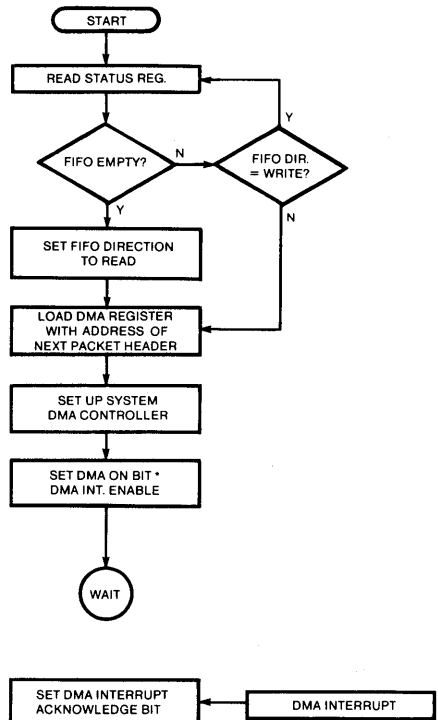 START
READ STATUS REG.
Y
FIFO EMPTY?
N
FIFO DIR.
= WRITE?
Y
N
SET FIFO DIRECTION
TO READ
LOAD DMA REGISTER
WITH ADDRESS OF
NEXT PACKET HEADER
SET UP SYSTEM
DMA CONTROLLER
SET DMA ON BIT *
DMA INT. ENABLE
WAIT
SET DMA INTERRUPT
ACKNOWLEDGE BIT
DMA INTERRUPT